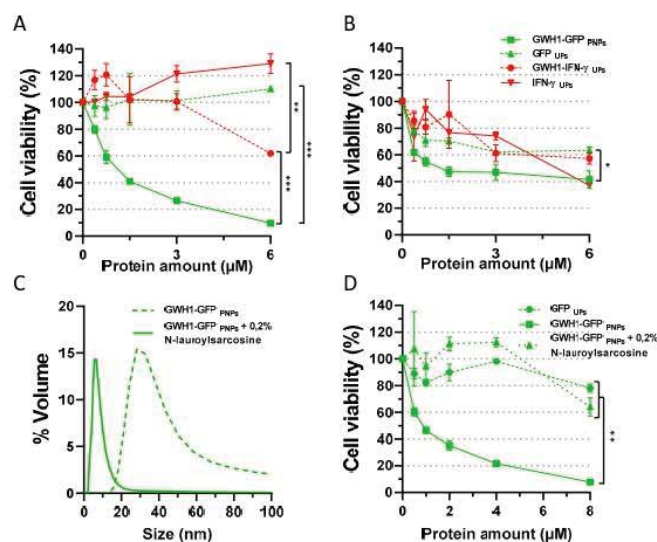 A
Cell viability (%)
140
120
100
80
60
40
20
0
**
***
***
0
3
6
Protein amount (µM)
B
Cell viability (%)
140
120
100
80
60
40
20
0
GWH1-GFP PNPs
GFP UPs
GWH1-IFN-γ UPs
IFN-γ UPs
*
0
2
4
6
Protein amount (µM)
C
% Volume
20
15
10
5
0
GWH1-GFP PNPs
GWH1-GFP PNPs + 0,2%
N-lauroylsarcosine
0
20
40
60
80
100
Size (nm)
D
Cell viability (%)
140
120
100
80
60
40
20
0
GFP UPs
GWH1-GFP PNPs
GWH1-GFP PNPs + 0,2%
N-lauroylsarcosine
**
0
2
4
6
8
Protein amount (µM)